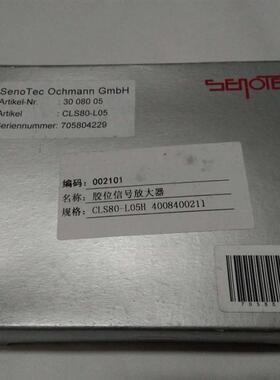 SenoTec Ochmann GmbH
Artikel-Nr. : 30 080 05
Artikel : CLS80-L05
Seriennummer: 705804229
SENOTEC
编码: 002101
名称: 胶位信号放大器
规格: CLS80-L05H 4008400211